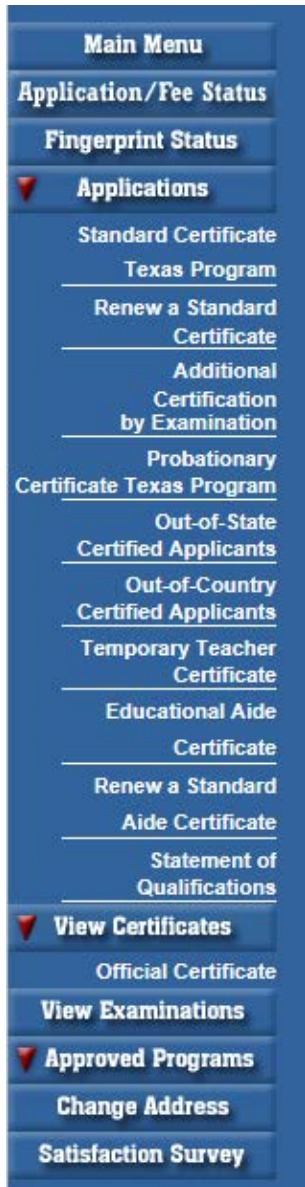 Main Menu
Application/Fee Status
Fingerprint Status
Applications
Standard Certificate
Texas Program
Renew a Standard
Certificate
Additional
Certification
by Examination
Probationary
Certificate Texas Program
Out-of-State
Certified Applicants
Out-of-Country
Certified Applicants
Temporary Teacher
Certificate
Educational Aide
Certificate
Renew a Standard
Aide Certificate
Statement of
Qualifications
View Certificates
Official Certificate
View Examinations
Approved Programs
Change Address
Satisfaction Survey